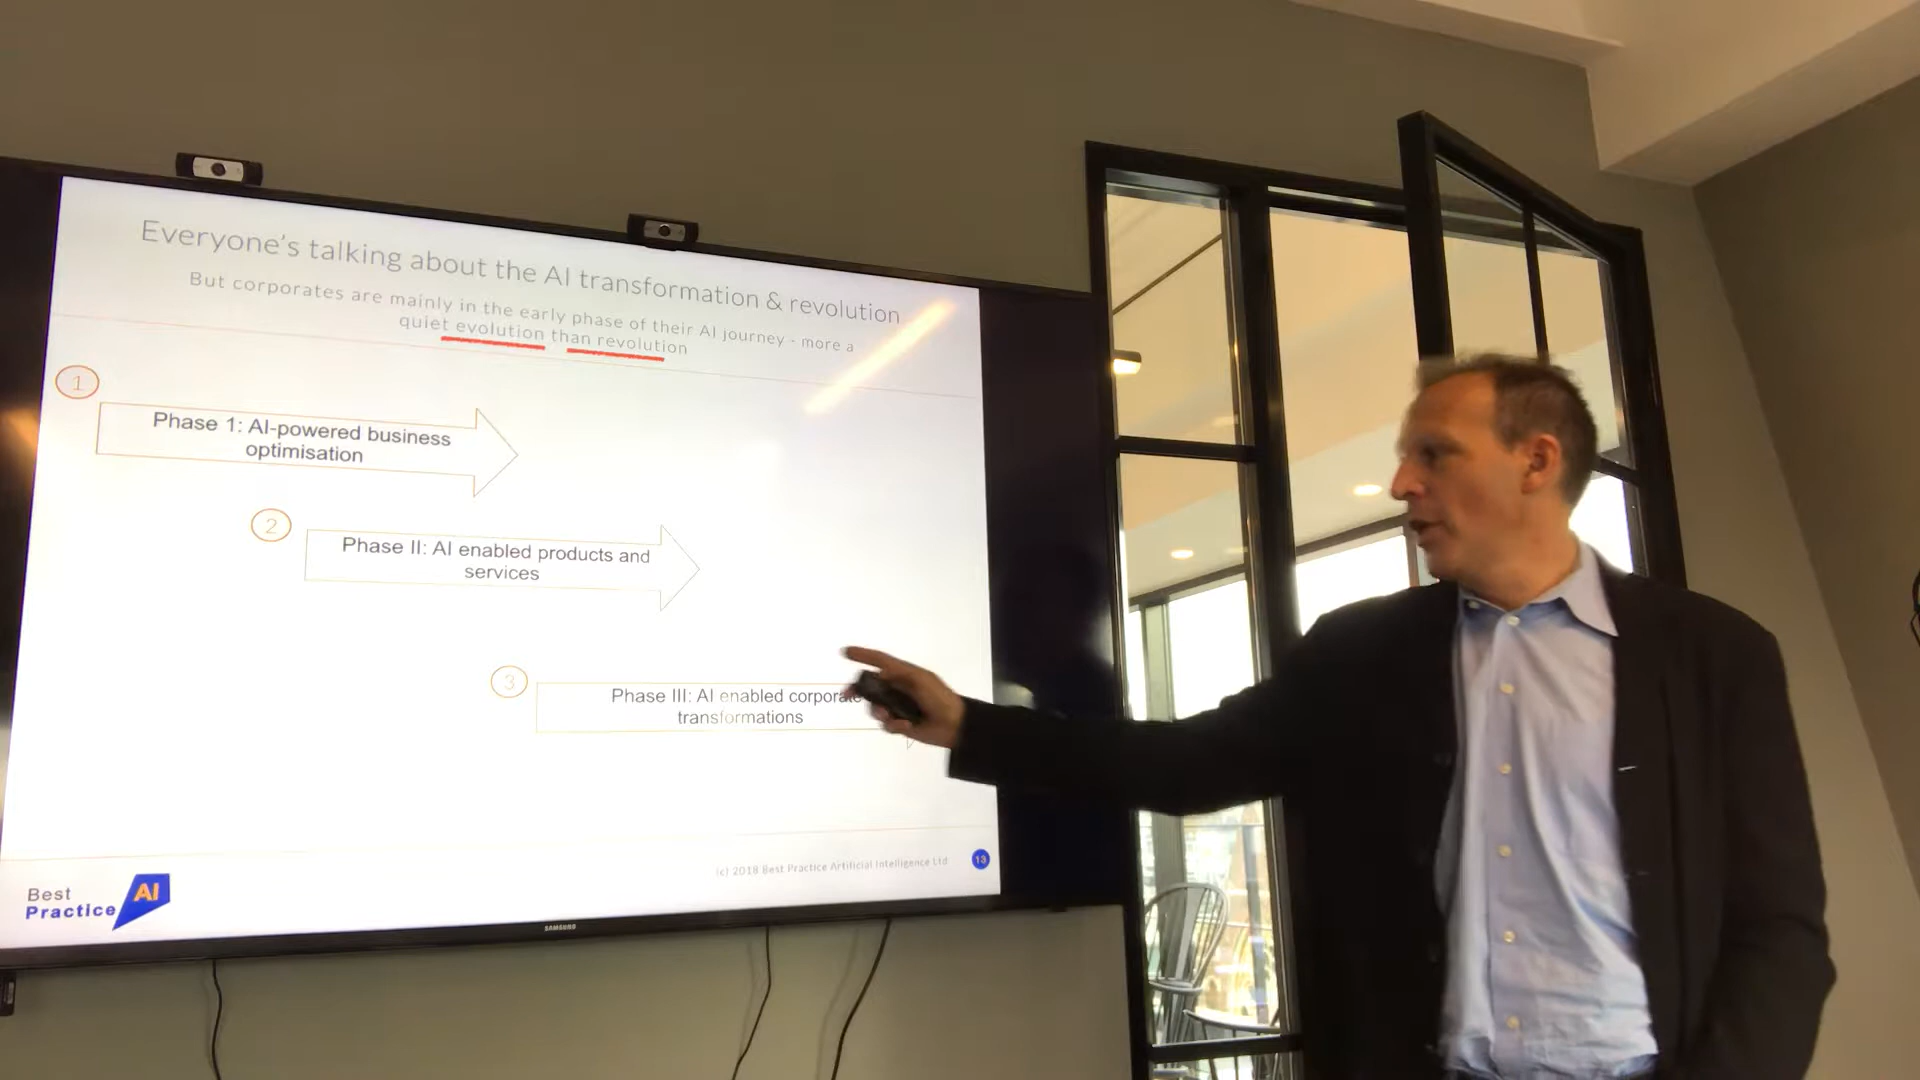 Everyone's talking about the AI transformation & revolution
But corporates are mainly in the early phase of their AI journey - more a
quiet evolution than revolution
1
Phase 1: AI-powered business
optimisation
2
Phase II: AI enabled products and
services
3
Phase III: AI enabled corporate
transformations
(c) 2018 Best Practice Artificial Intelligence Ltd
13
Best
Practice AI
SAMSUNG